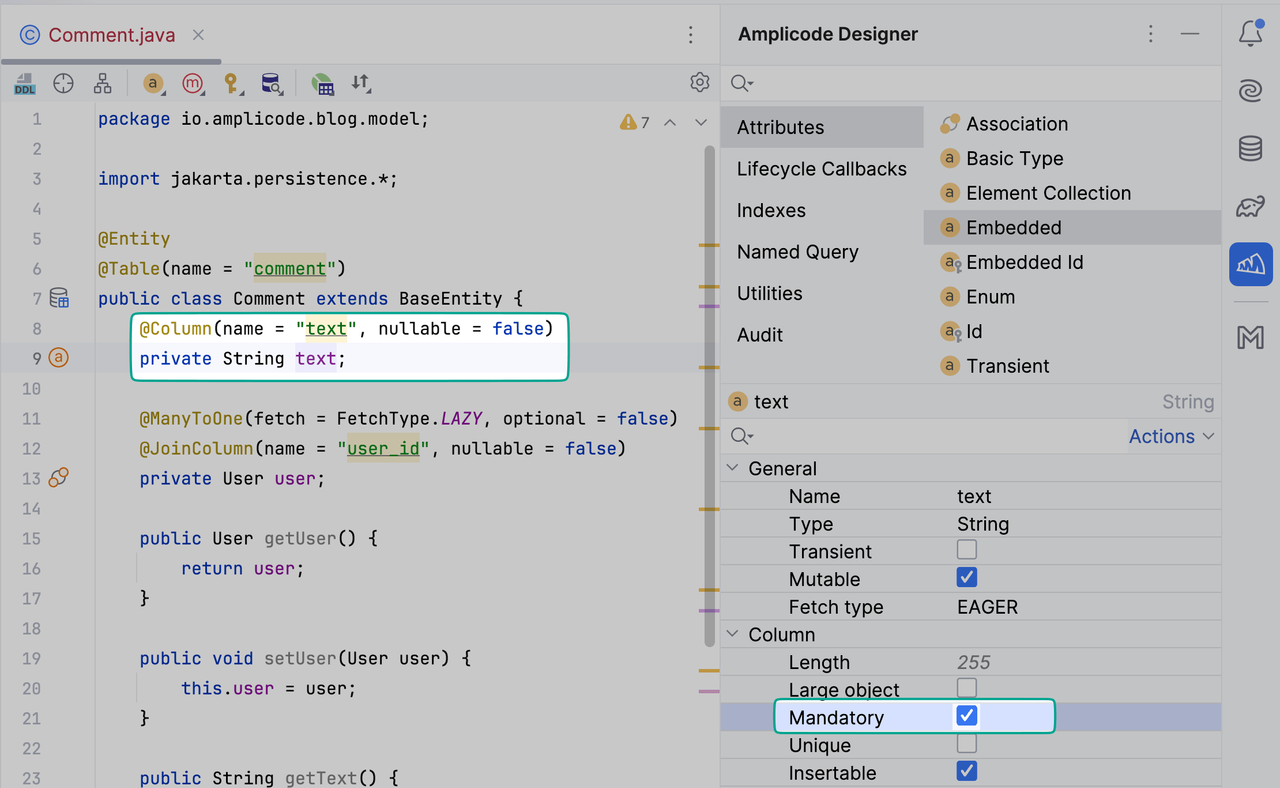 Comment.java
DDL
a
m
1 package io.amplicode.blog.model;
7
2
3 import jakarta.persistence.*;
4
5 @Entity
6 @Table(name = "comment")
7 public class Comment extends BaseEntity {
8 @Column(name = "text", nullable = false)
9 a private String text;
10
11 @ManyToOne(fetch = FetchType.LAZY, optional = false)
12 @JoinColumn(name = "user_id", nullable = false)
13 private User user;
14
15 public User getUser() {
16 return user;
17 }
18
19 public void setUser(User user) {
20 this.user = user;
21 }
22
23 public String getText() {
Amplicode Designer
Attributes
Lifecycle Callbacks
Indexes
Named Query
Utilities
Audit
Association
a Basic Type
a Element Collection
a Embedded
a Embedded Id
a Enum
a Id
a Transient
a text String
Actions
General
Name text
Type String
Transient
Mutable
Fetch type EAGER
Column
Length 255
Large object
Mandatory
Unique
Insertable